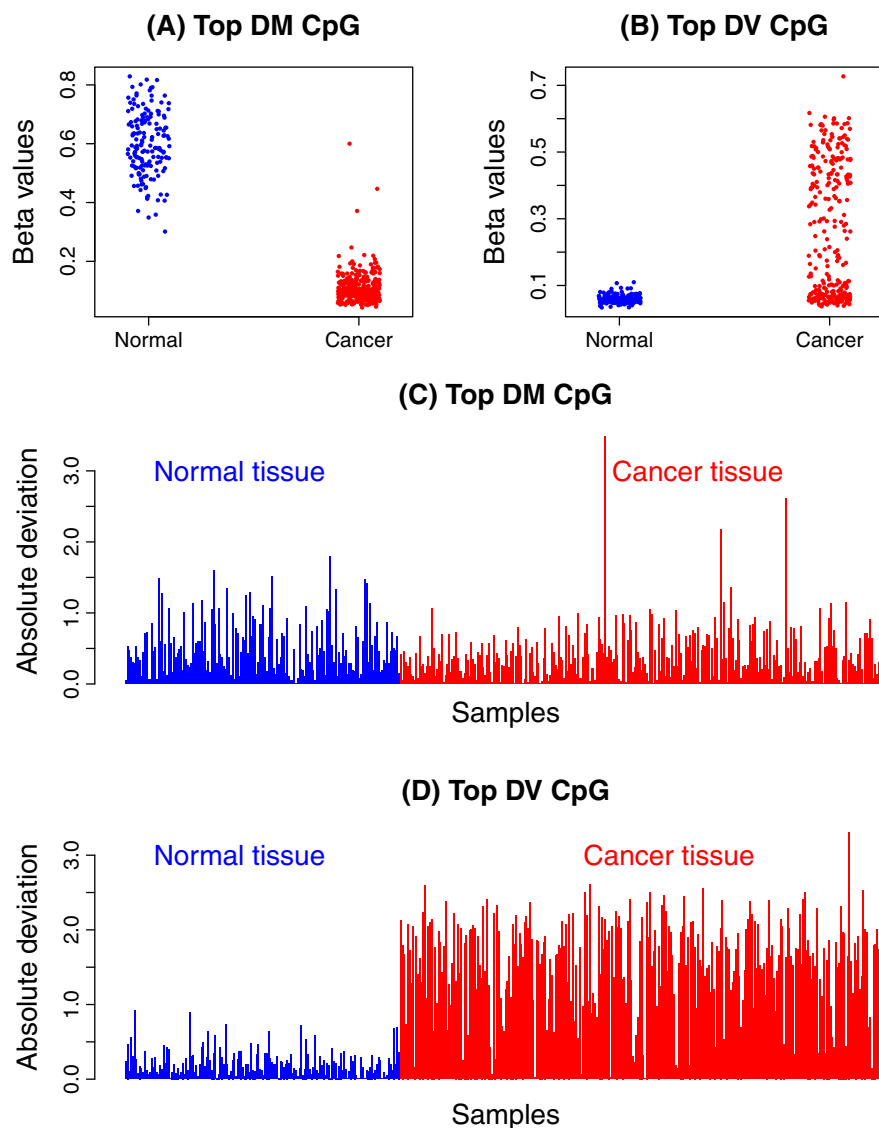 (A) Top DM CpG
(B) Top DV CpG
Beta values
0.2 0.4 0.6 0.8
Normal Cancer
Beta values
0.1 0.3 0.5 0.7
Normal Cancer
(C) Top DM CpG
Absolute deviation
0.0 1.0 2.0 3.0
Normal tissue
Cancer tissue
Samples
(D) Top DV CpG
Absolute deviation
0.0 1.0 2.0 3.0
Normal tissue
Cancer tissue
Samples